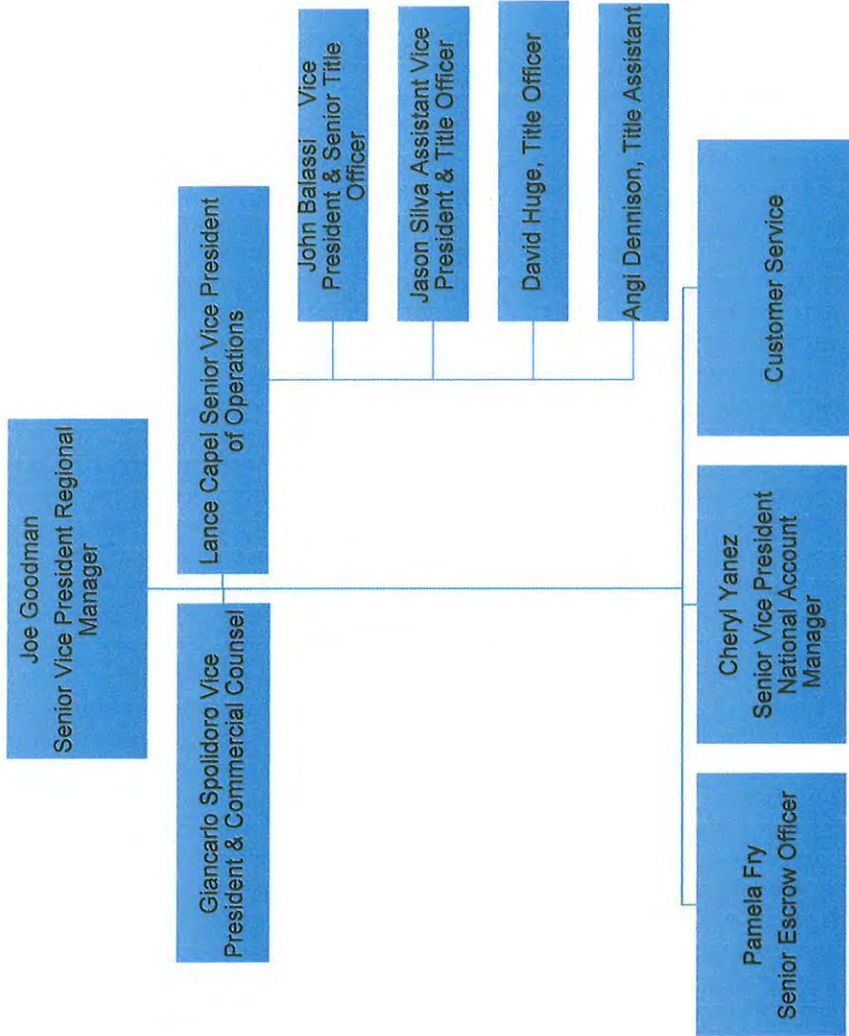 Joe Goodman
Senior Vice President Regional
Manager
Giancarlo Spolidoro Vice
President & Commercial Counsel
Lance Capel Senior Vice President
of Operations
John Balassi Vice
President & Senior Title
Officer
Jason Silva Assistant Vice
President & Title Officer
David Huge, Title Officer
Angi Dennison, Title Assistant
Pamela Fry
Senior Escrow Officer
Cheryl Yanez
Senior Vice President
National Account
Manager
Customer Service